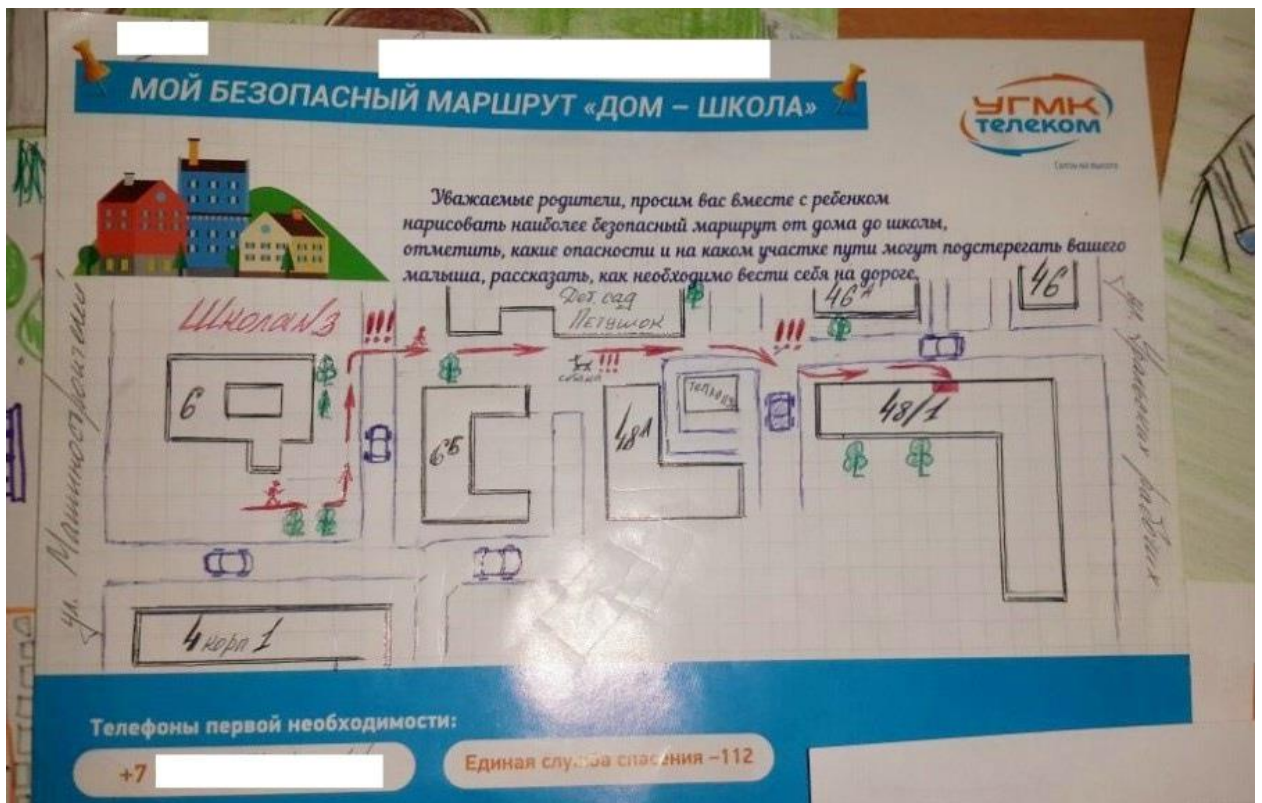 МОЙ БЕЗОПАСНЫЙ МАРШРУТ «ДОМ – ШКОЛА»
УГМК
ТЕЛЕКОМ
Уважаемые родители, просим вас вместе с ребенком
нарисовать наиболее безопасный маршрут от дома до школы,
отметить, какие опасности и на каком участке пути могут подстерегать вашего
малыша, рассказать, как необходимо вести себя на дороге.
ул. Машиностроителей
Школа №3
!!!
Дет. сад
Петушок
!!!
46А
46
собаки
!!!
6
6Б
48А
48/1
4 корп 1
Телефоны первой необходимости:
+7
Единая служба спасения –112